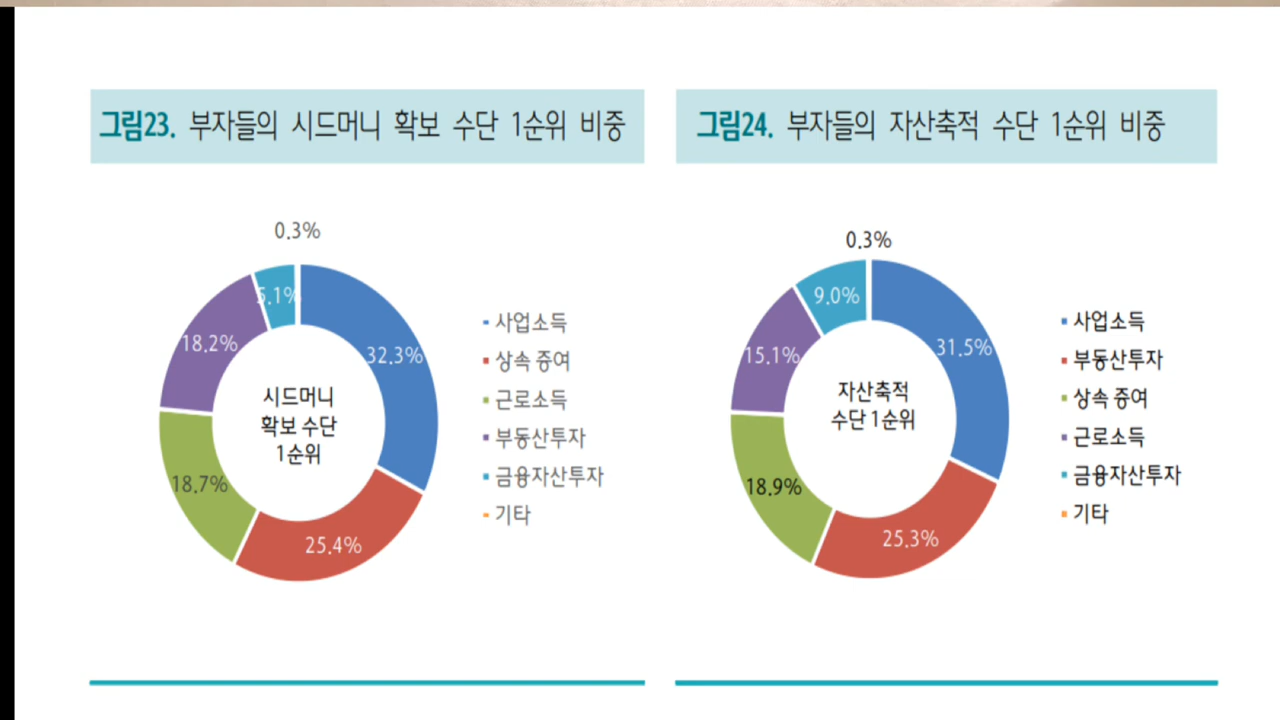 그림23. 부자들의 시드머니 확보 수단 1순위 비중
0.3%
5.1%
18.2%
32.3%
18.7%
25.4%
시드머니
확보 수단
1순위
사업소득
상속 증여
근로소득
부동산투자
금융자산투자
기타
그림24. 부자들의 자산축적 수단 1순위 비중
0.3%
9.0%
15.1%
31.5%
18.9%
25.3%
자산축적
수단 1순위
사업소득
부동산투자
상속 증여
근로소득
금융자산투자
기타